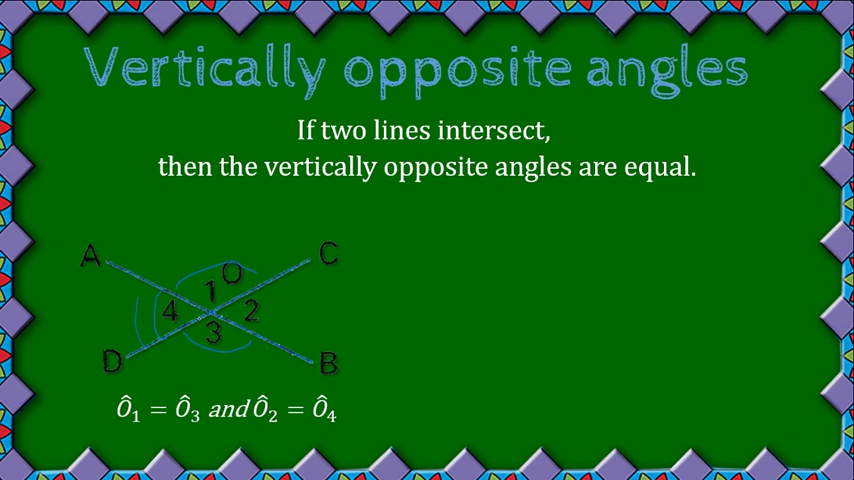 Vertically opposite angles
If two lines intersect,
then the vertically opposite angles are equal.
A
C
O
1
4
2
3
D
B
Ô₁ = Ô₃ and Ô₂ = Ô₄